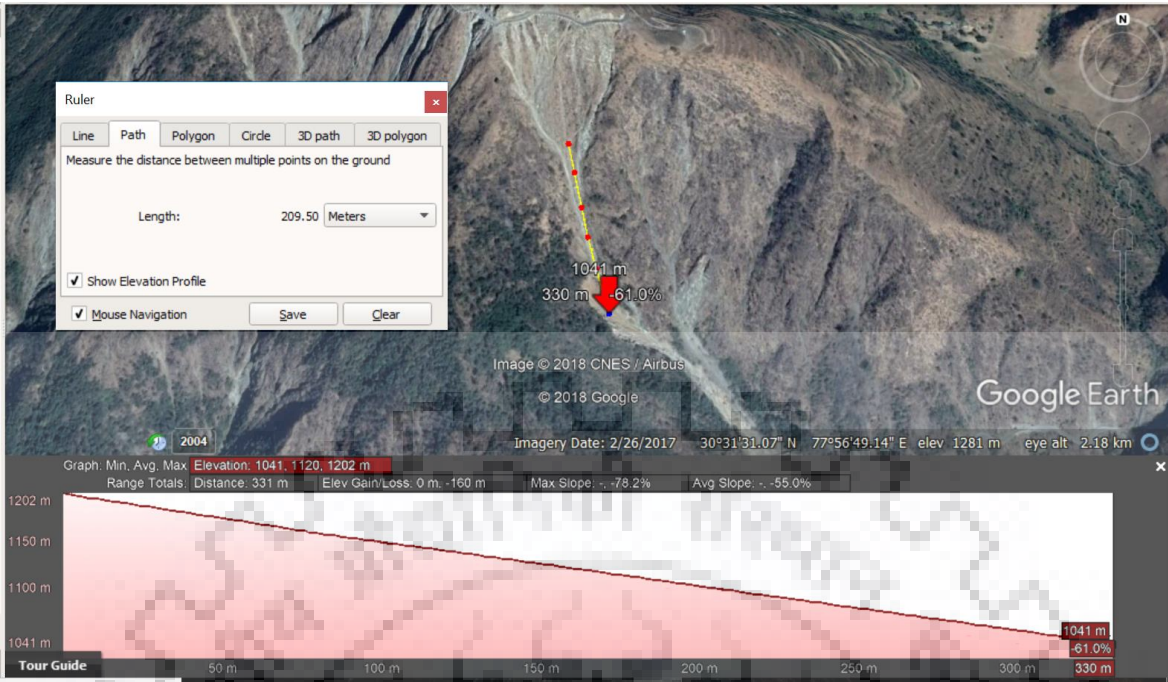 N
Ruler
×
Line Path Polygon Circle 3D path 3D polygon
Measure the distance between multiple points on the ground
Length: 209.50 Meters
Show Elevation Profile
Mouse Navigation Save Clear
1041 m
330 m -61.0%
Image © 2018 CNES / Airbus
© 2018 Google
Google Earth
2004
Imagery Date: 2/26/2017 30°31'31.07" N 77°56'49.14" E elev 1281 m eye alt 2.18 km
Graph: Min, Avg, Max Elevation: 1041, 1120, 1202 m
Range Totals: Distance: 331 m Elev Gain/Loss: 0 m, -160 m Max Slope: -, -78.2% Avg Slope: -, -55.0%
1202 m
1150 m
1100 m
1041 m
1041 m
-61.0%
Tour Guide
50 m 100 m 150 m 200 m 250 m 300 m 330 m